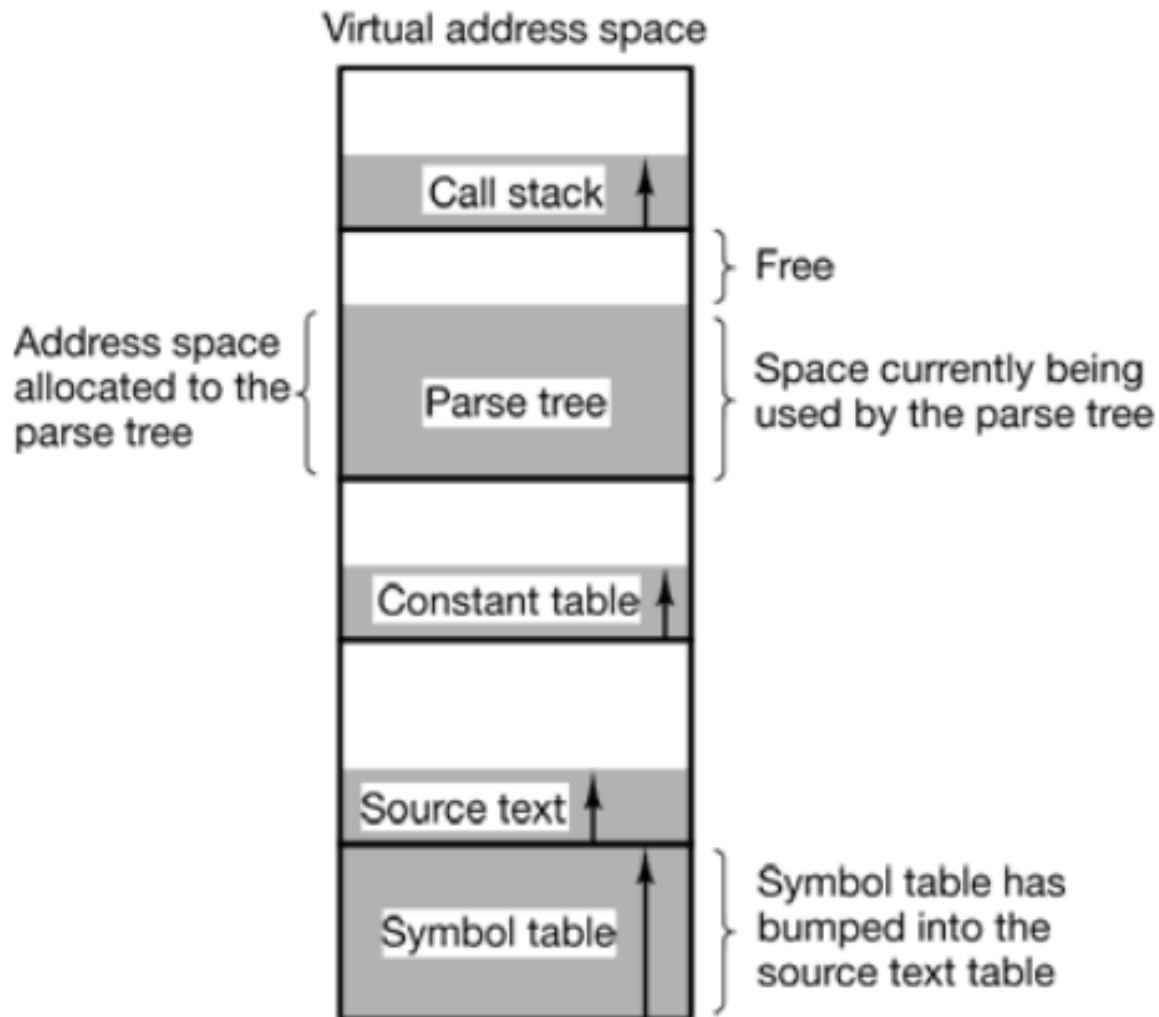 Virtual address space
Call stack
Free
Address space
allocated to the
parse tree
Parse tree
Space currently being
used by the parse tree
Constant table
Source text
Symbol table
Symbol table has
bumped into the
source text table